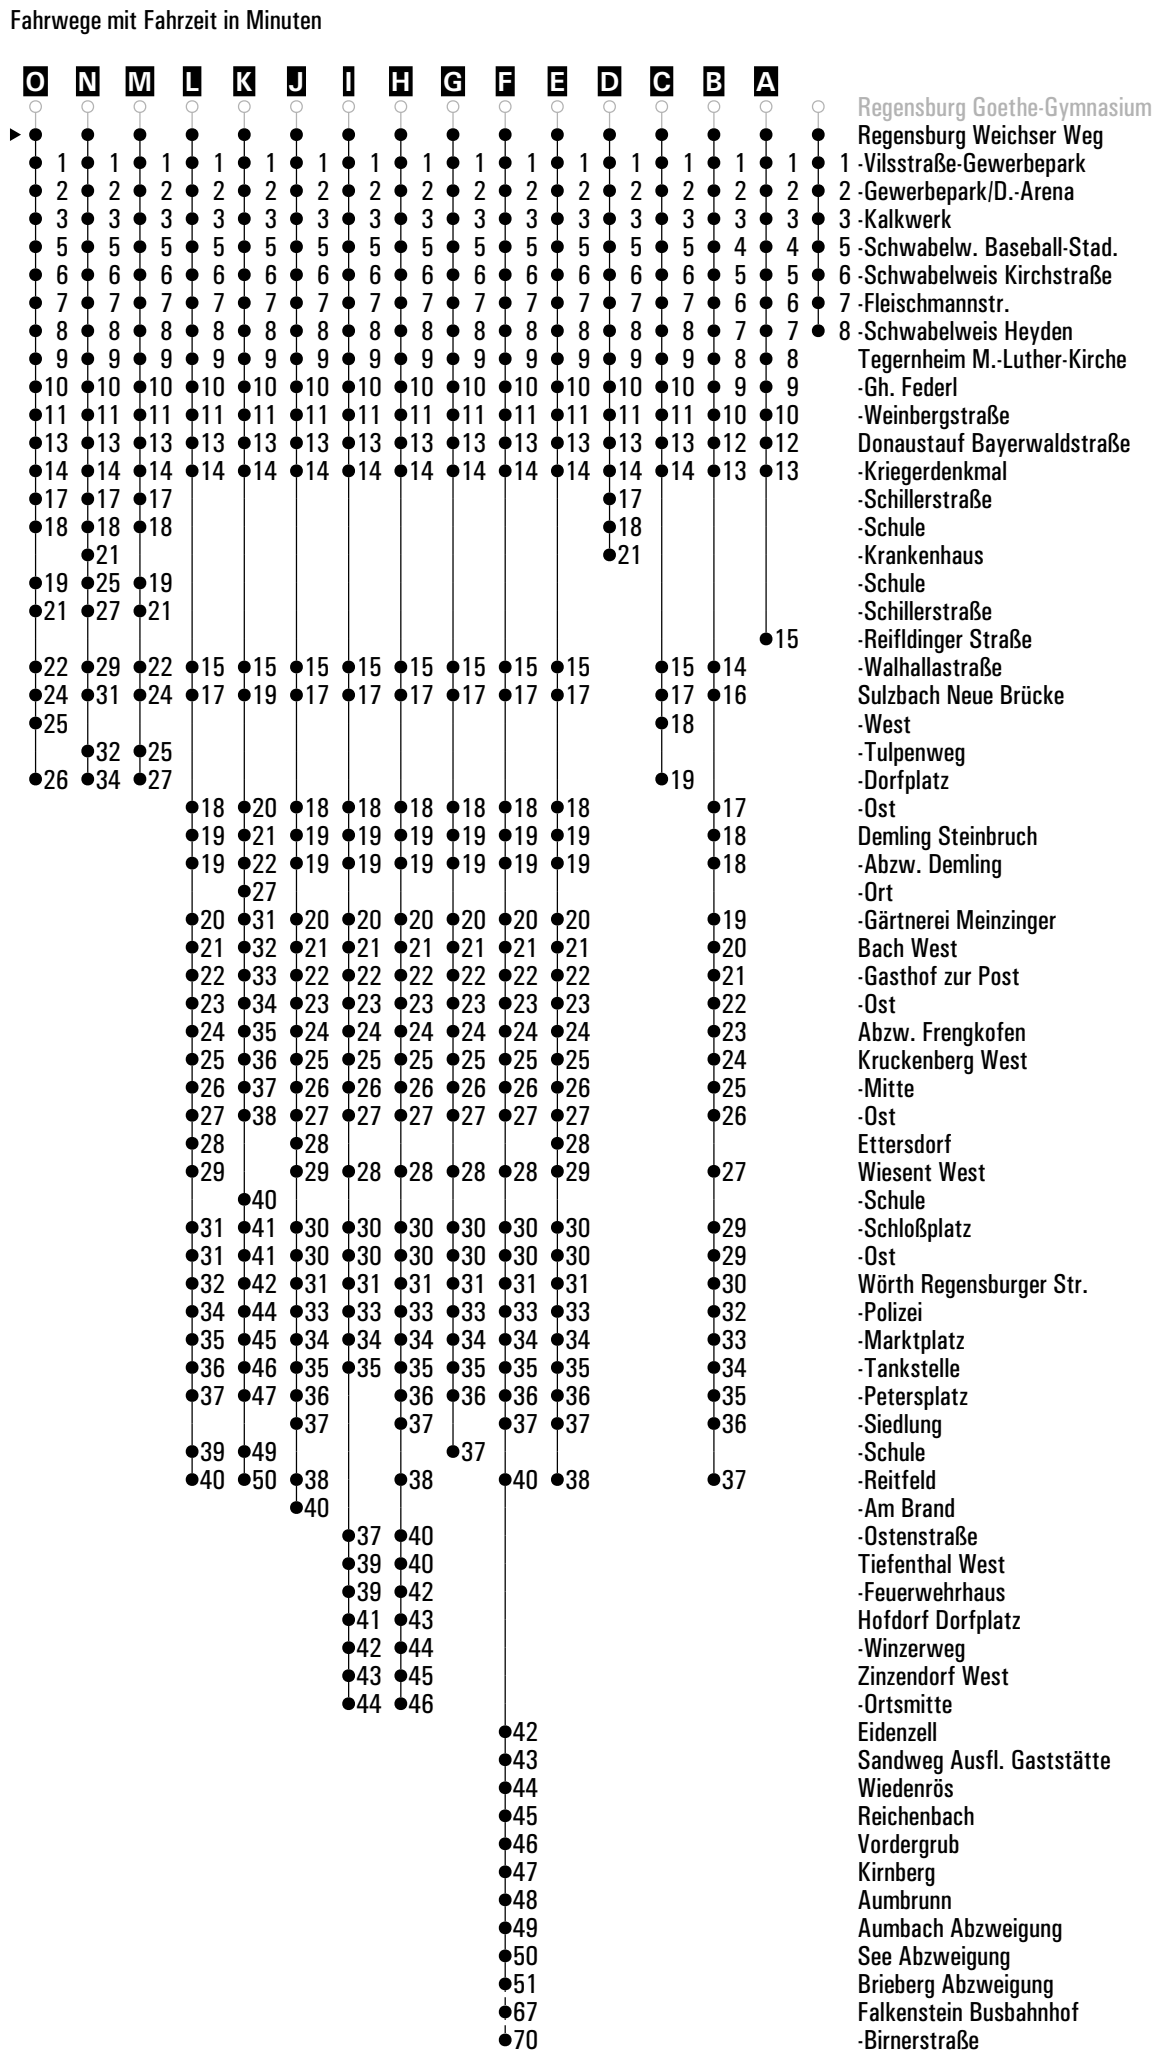 Fahrwege mit Fahrzeit in Minuten
O N M L K J I H G F E D C B A
Regensburg Goethe-Gymnasium
Regensburg Weichser Weg
1 1 1 1 1 1 1 1 1 1 1 1 1 1 1 1 -Vilsstraße-Gewerbepark
2 2 2 2 2 2 2 2 2 2 2 2 2 2 2 2 -Gewerbepark/D.-Arena
3 3 3 3 3 3 3 3 3 3 3 3 3 3 3 3 -Kalkwerk
5 5 5 5 5 5 5 5 5 5 5 5 5 4 4 5 -Schwabelw. Baseball-Stad.
6 6 6 6 6 6 6 6 6 6 6 6 6 5 5 6 -Schwabelweis Kirchstraße
7 7 7 7 7 7 7 7 7 7 7 7 7 6 6 7 -Fleischmannstr.
8 8 8 8 8 8 8 8 8 8 8 8 8 7 7 8 -Schwabelweis Heyden
9 9 9 9 9 9 9 9 9 9 9 9 9 8 8 Tegernheim M.-Luther-Kirche
10 10 10 10 10 10 10 10 10 10 10 10 10 9 9 -Gh. Federl
11 11 11 11 11 11 11 11 11 11 11 11 11 10 10 -Weinbergstraße
13 13 13 13 13 13 13 13 13 13 13 13 13 12 12 Donaustauf Bayerwaldstraße
14 14 14 14 14 14 14 14 14 14 14 14 14 13 13 -Kriegerdenkmal
17 17 17 17 -Schillerstraße
18 18 18 18 -Schule
21 21 -Krankenhaus
19 25 19 -Schule
21 27 21 -Schillerstraße
15 -Reifldinger Straße
22 29 22 15 15 15 15 15 15 15 15 15 14 -Walhallastraße
24 31 24 17 19 17 17 17 17 17 17 17 16 Sulzbach Neue Brücke
25 18 -West
32 25 -Tulpenweg
26 34 27 19 -Dorfplatz
18 20 18 18 18 18 18 18 17 -Ost
19 21 19 19 19 19 19 19 18 Demling Steinbruch
19 22 19 19 19 19 19 19 18 -Abzw. Demling
27 -Ort
20 31 20 20 20 20 20 20 19 -Gärtnerei Meinzinger
21 32 21 21 21 21 21 21 20 Bach West
22 33 22 22 22 22 22 22 21 -Gasthof zur Post
23 34 23 23 23 23 23 23 22 -Ost
24 35 24 24 24 24 24 24 23 Abzw. Frengkofen
25 36 25 25 25 25 25 25 24 Kruckenberg West
26 37 26 26 26 26 26 26 25 -Mitte
27 38 27 27 27 27 27 27 26 -Ost
28 28 28 Ettersdorf
29 29 28 28 28 28 29 27 Wiesent West
40 -Schule
31 41 30 30 30 30 30 30 29 -Schloßplatz
31 41 30 30 30 30 30 30 29 -Ost
32 42 31 31 31 31 31 31 30 Wörth Regensburger Str.
34 44 33 33 33 33 33 33 32 -Polizei
35 45 34 34 34 34 34 34 33 -Marktplatz
36 46 35 35 35 35 35 35 34 -Tankstelle
37 47 36 36 36 36 36 35 -Petersplatz
37 37 37 37 36 -Siedlung
39 49 37 -Schule
40 50 38 38 40 38 37 -Reitfeld
40 -Am Brand
37 40 -Ostenstraße
39 40 Tiefenthal West
39 42 -Feuerwehrhaus
41 43 Hofdorf Dorfplatz
42 44 -Winzerweg
43 45 Zinzendorf West
44 46 -Ortsmitte
42 Eidenzell
43 Sandweg Ausfl. Gaststätte
44 Wiedenrös
45 Reichenbach
46 Vordergrub
47 Kirnberg
48 Aumbrunn
49 Aumbach Abzweigung
50 See Abzweigung
51 Brieberg Abzweigung
67 Falkenstein Busbahnhof
70 -Birnerstraße